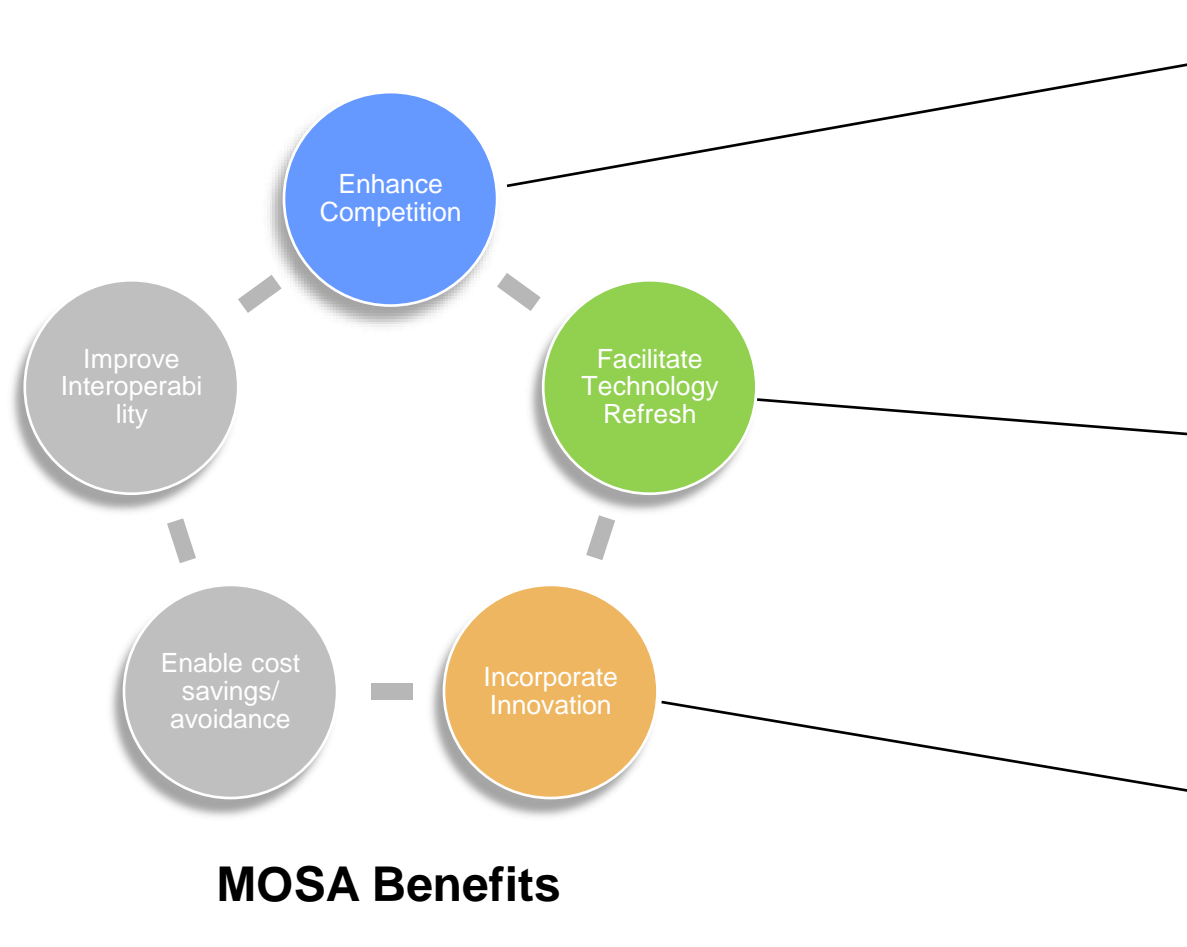 Enhance
Competition
Improve
Interoperabi
lity
Facilitate
Technology
Refresh
Enable cost
savings/
avoidance
Incorporate
Innovation
MOSA Benefits